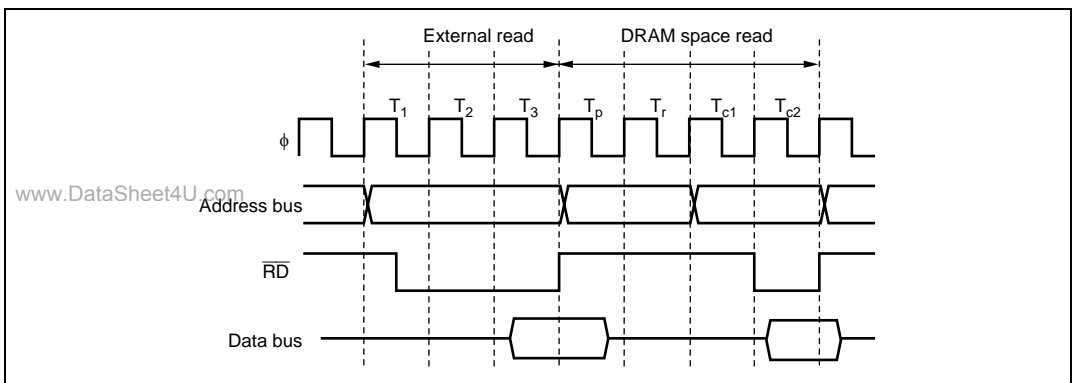 External read DRAM space read
T1 T2 T3 Tp Tr Tc1 Tc2
ϕ
www.DataSheet4U.com
Address bus
R̅D̅
Data bus